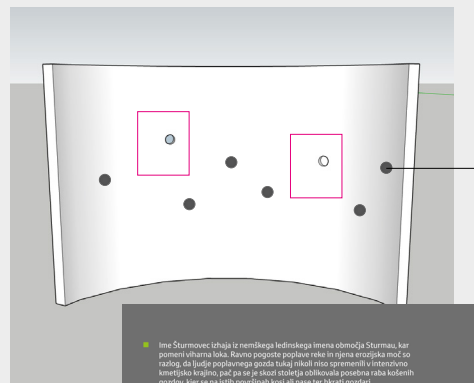 Ime Šturmovec izhaja iz nemškega ledinskega imena območja Sturmau, kar
pomeni viharna loka. Ravno pogoste poplave reke in njena erozijska moč so
razlog, da ljudje poplavnega gozda tukaj nikoli niso spremenili v intenzivno
kmetijsko krajino, pač pa se je skozi stoletja oblikovala posebna raba košenih
gozdov, kjer se na istih površinah kosi ali pase ter hkrati gozdari.